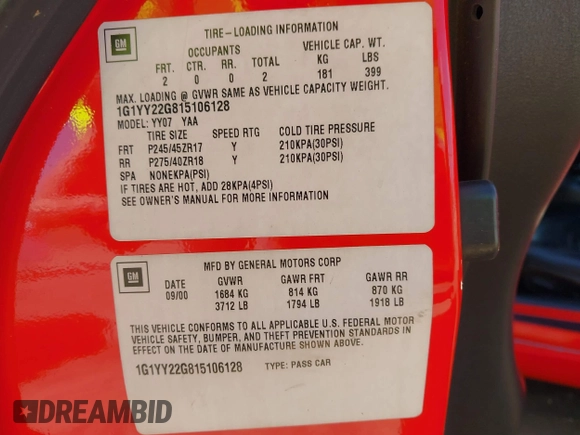 GM
TIRE-LOADING INFORMATION
OCCUPANTS VEHICLE CAP. WT.
FRT. CTR. RR. TOTAL KG LBS
2 0 0 2 181 399
MAX. LOADING @ GVWR SAME AS VEHICLE CAPACITY WEIGHT.
1G1YY22G815106128
MODEL: YY07 YAA
TIRE SIZE SPEED RTG COLD TIRE PRESSURE
FRT P245/45ZR17 Y 210KPA(30PSI)
RR P275/40ZR18 Y 210KPA(30PSI)
SPA NONEKPA(PSI)
IF TIRES ARE HOT, ADD 28KPA(4PSI)
SEE OWNER'S MANUAL FOR MORE INFORMATION
GM
MFD BY GENERAL MOTORS CORP
DATE GVWR GAWR FRT GAWR RR
09/00 1684 KG 814 KG 870 KG
3712 LB 1794 LB 1918 LB
THIS VEHICLE CONFORMS TO ALL APPLICABLE U.S. FEDERAL MOTOR
VEHICLE SAFETY, BUMPER, AND THEFT PREVENTION STANDARDS IN
EFFECT ON THE DATE OF MANUFACTURE SHOWN ABOVE.
1G1YY22G815106128 TYPE: PASS CAR
DREAMBID